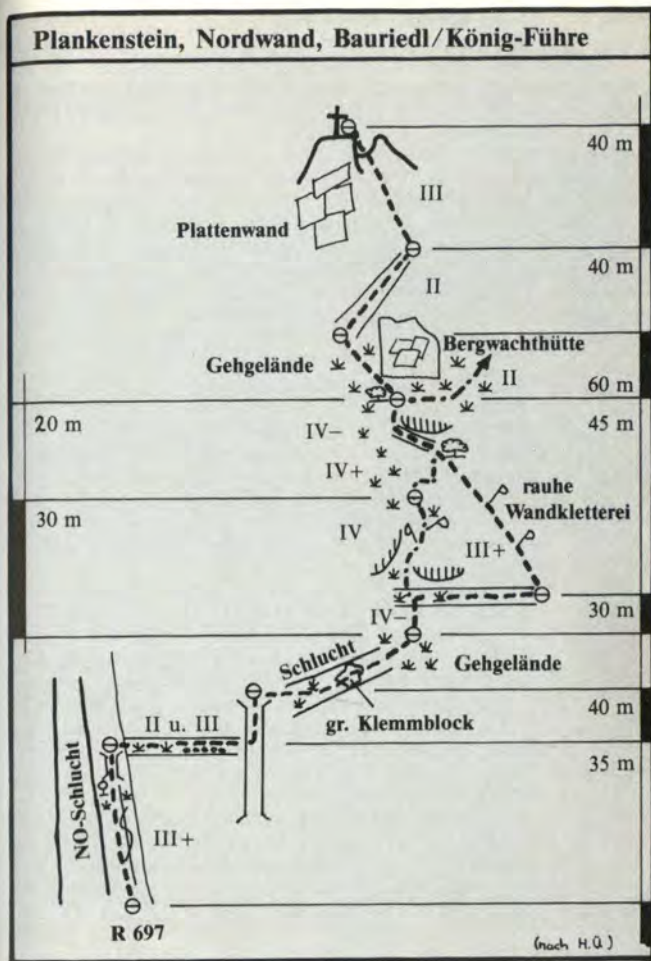 Plankenstein, Nordwand, Bauriedl/König-Führe
40 m
III
Plattenwand
40 m
II
Bergwachthütte
Gehgelände
II
60 m
20 m
45 m
IV–
IV+
rauhe
Wandkletterei
30 m
IV
III+
IV–
30 m
Schlucht
Gehgelände
gr. Klemmblock
40 m
II u. III
35 m
NO-Schlucht
III+
R 697
(nach H.Ü)